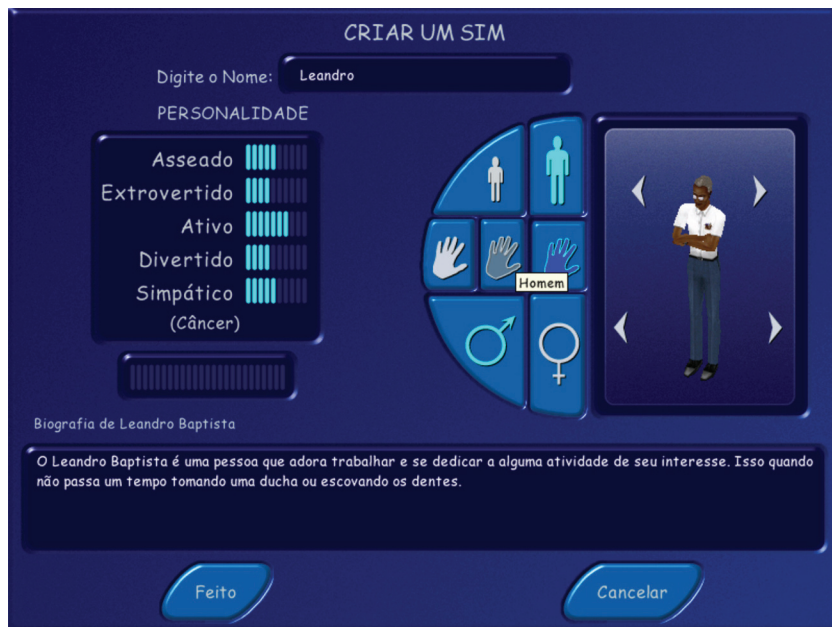 CRIAR UM SIM
Digite o Nome: Leandro
PERSONALIDADE
Asseado
Extrovertido
Ativo
Divertido
Simpático
(Câncer)
Homem
Biografia de Leandro Baptista
O Leandro Baptista é uma pessoa que adora trabalhar e se dedicar a alguma atividade de seu interesse. Isso quando
não passa um tempo tomando uma ducha ou escovando os dentes.
Feito
Cancelar